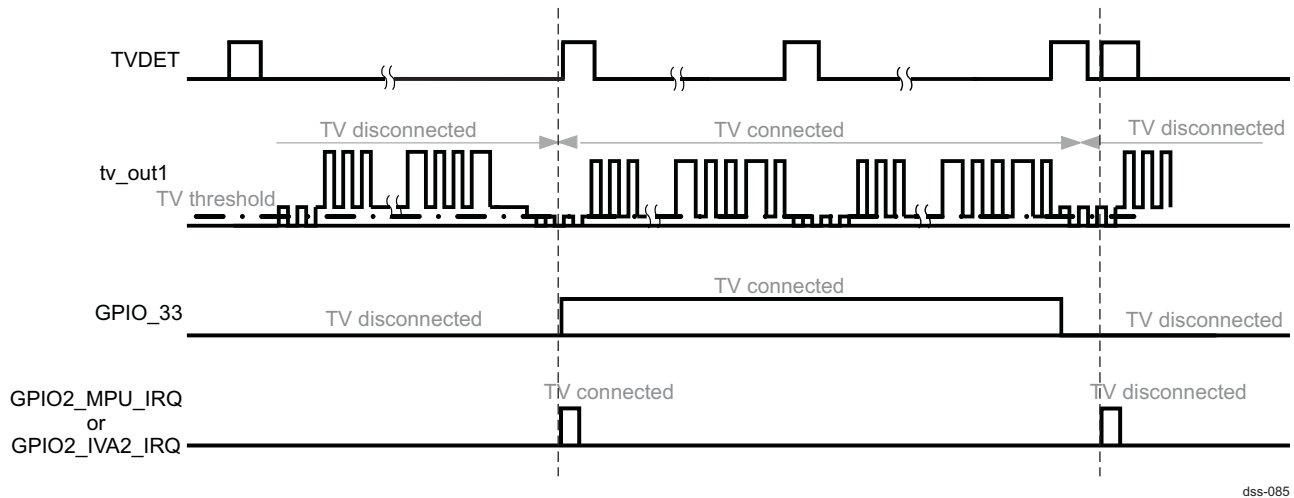 TVDET
TV disconnected
TV connected
TV disconnected
tv_out1
TV threshold
TV connected
GPIO_33
TV disconnected
TV disconnected
GPIO2_MPU_IRQ
or
GPIO2_IVA2_IRQ
TV connected
TV disconnected
dss-085